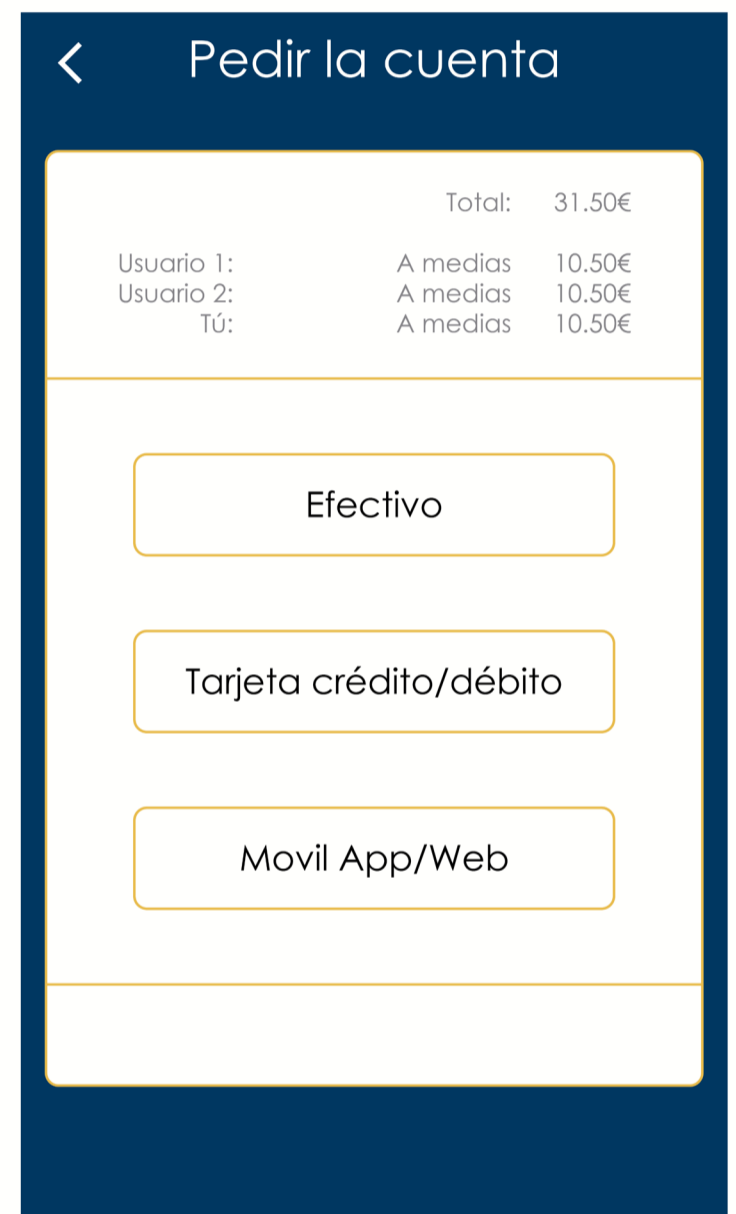 Pedir la cuenta
Total: 31.50€
Usuario 1: A medias 10.50€
Usuario 2: A medias 10.50€
Tú: A medias 10.50€
Efectivo
Tarjeta crédito/débito
Movil App/Web